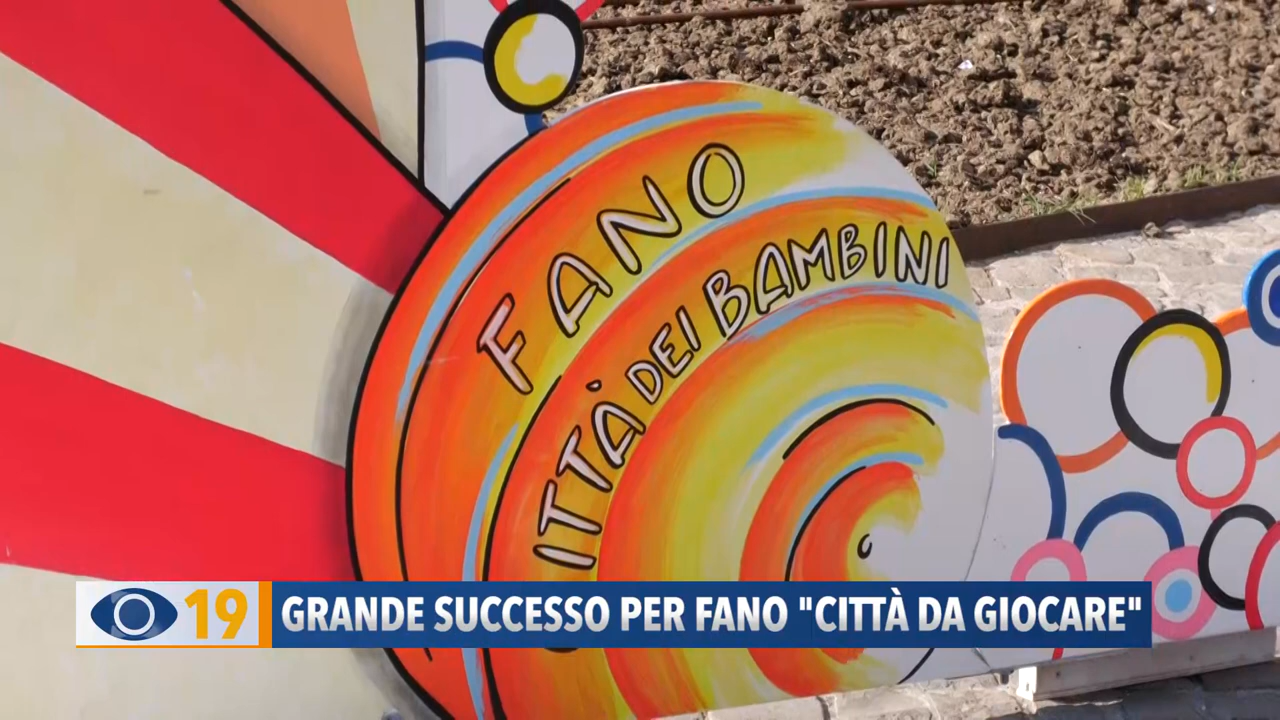 FANO
CITTÀ DEI BAMBINI
19 GRANDE SUCCESSO PER FANO "CITTÀ DA GIOCARE"